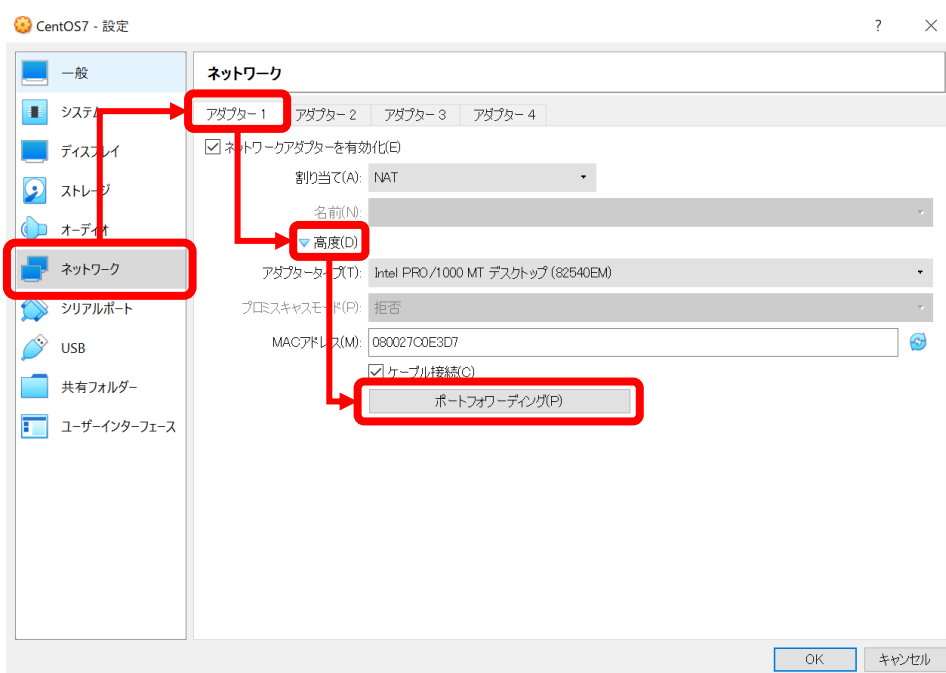 CentOS7 - 設定
?
一般
システム
ディスプレイ
ストレージ
オーディオ
ネットワーク
シリアルポート
USB
共有フォルダー
ユーザーインターフェース
ネットワーク
アダプター 1 アダプター 2 アダプター 3 アダプター 4
ネットワークアダプターを有効化(E)
割り当て(A): NAT
名前(N):
高度(D)
アダプタータイプ(T): Intel PRO/1000 MT デスクトップ (82540EM)
プロミスキャスモード(P): 拒否
MACアドレス(M): 080027C0E3D7
ケーブル接続(C)
ポートフォワーディング(P)
OK キャンセル